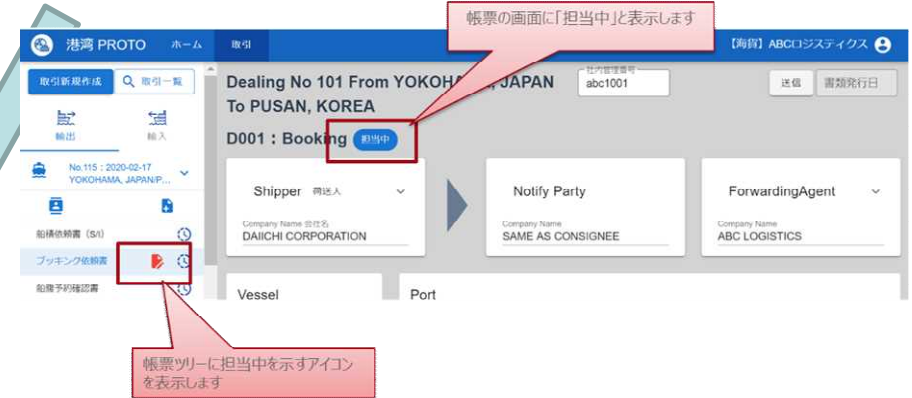 帳票の画面に「担当中」と表示します
港湾 PROTO
ホーム
取引
【海貨】ABCロジスティクス
取引新規作成
取引一覧
Dealing No 101 From YOKOHA
, JAPAN
To PUSAN, KOREA
社内管理番号
abc1001
送信
書類発行日
輸出
輸入
D001：Booking
担当中
No.115 : 2020-02-17
YOKOHAMA, JAPAN/P...
Shipper 荷送人
Notify Party
ForwardingAgent
Company Name 会社名
DAIICHI CORPORATION
Company Name
SAME AS CONSIGNEE
Company Name
ABC LOGISTICS
船積依頼書（S/I）
ブッキング依頼書
船腹予約確認書
Vessel
Port
帳票ツリーに担当中を示すアイコン
を表示します